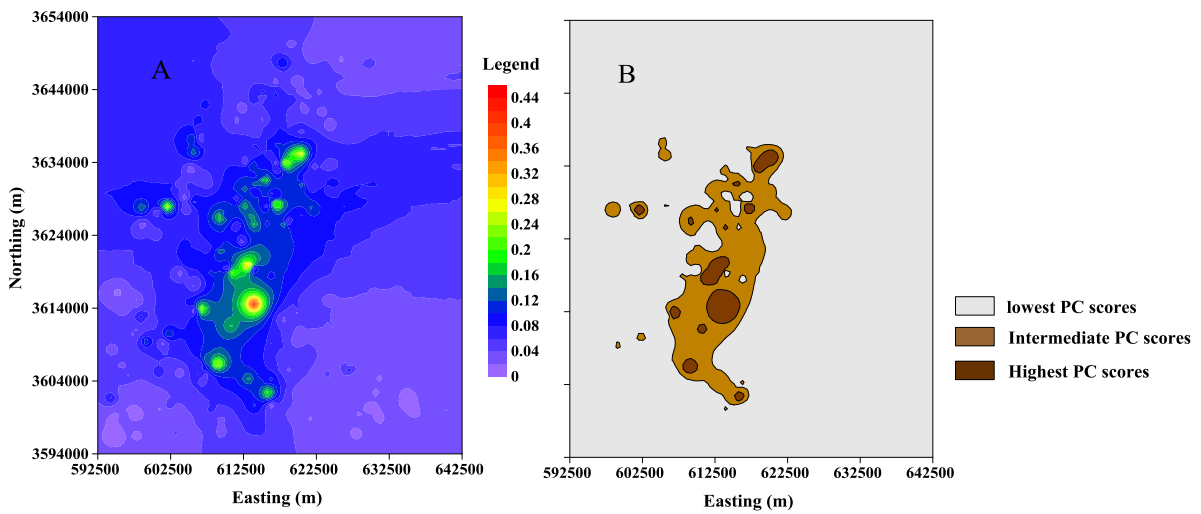 3654000
3644000
3634000
3624000
3614000
3604000
3594000
Northing (m)
A
592500 602500 612500 622500 632500 642500
Easting (m)
Legend
0.44
0.40
0.36
0.32
0.28
0.24
0.20
0.16
0.12
0.08
0.04
0
B
592500 602500 612500 622500 632500 642500
Easting (m)
lowest PC scores
Intermediate PC scores
Highest PC scores